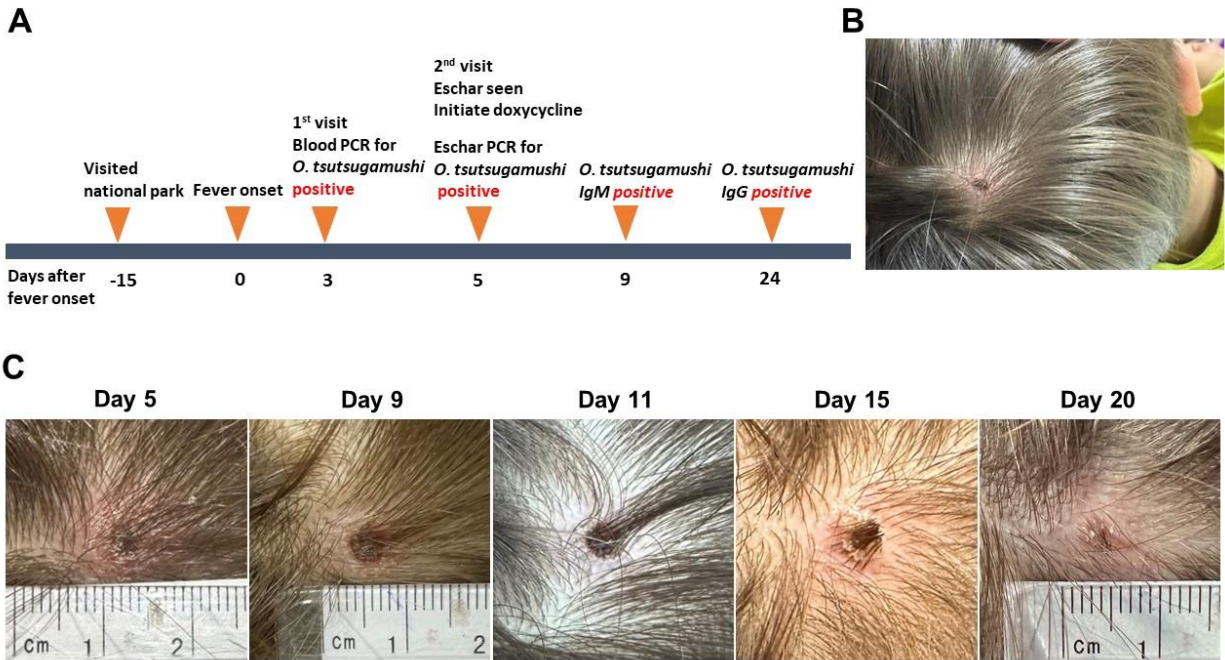 A
Visited
national park
Fever onset
1st visit
Blood PCR for
O. tsutsugamushi
positive
2nd visit
Eschar seen
Initiate doxycycline
Eschar PCR for
O. tsutsugamushi
positive
O. tsutsugamushi
IgM positive
O. tsutsugamushi
IgG positive
Days after
fever onset
-15
0
3
5
9
24
B
C
Day 5
Day 9
Day 11
Day 15
Day 20
Cm 1 2
Cm 1 2
Cm 1